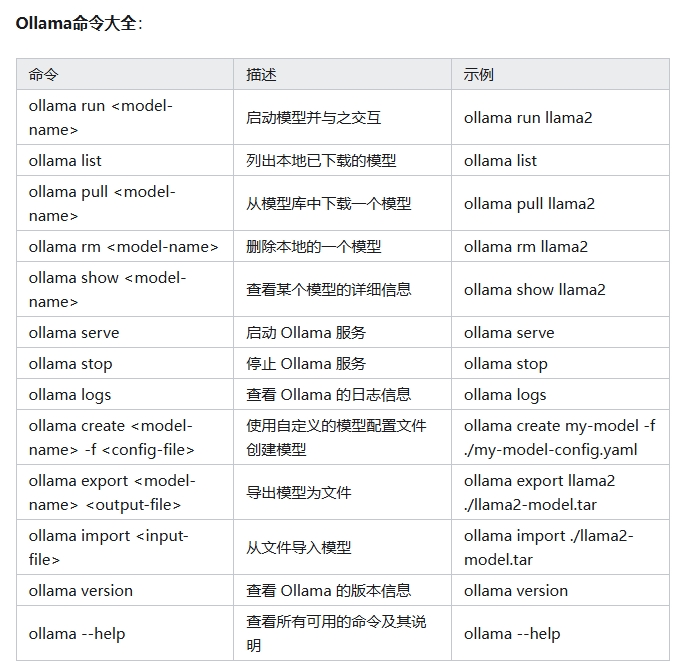 Ollama命令大全：
命令 描述 示例
ollama run <model-name> 启动模型并与之交互 ollama run llama2
ollama list 列出本地已下载的模型 ollama list
ollama pull <model-name> 从模型库中下载一个模型 ollama pull llama2
ollama rm <model-name> 删除本地的一个模型 ollama rm llama2
ollama show <model-name> 查看某个模型的详细信息 ollama show llama2
ollama serve 启动 Ollama 服务 ollama serve
ollama stop 停止 Ollama 服务 ollama stop
ollama logs 查看 Ollama 的日志信息 ollama logs
ollama create <model-name> -f <config-file> 使用自定义的模型配置文件创建模型 ollama create my-model -f ./my-model-config.yaml
ollama export <model-name> <output-file> 导出模型为文件 ollama export llama2 ./llama2-model.tar
ollama import <input-file> 从文件导入模型 ollama import ./llama2-model.tar
ollama version 查看 Ollama 的版本信息 ollama version
ollama --help 查看所有可用的命令及其说明 ollama --help